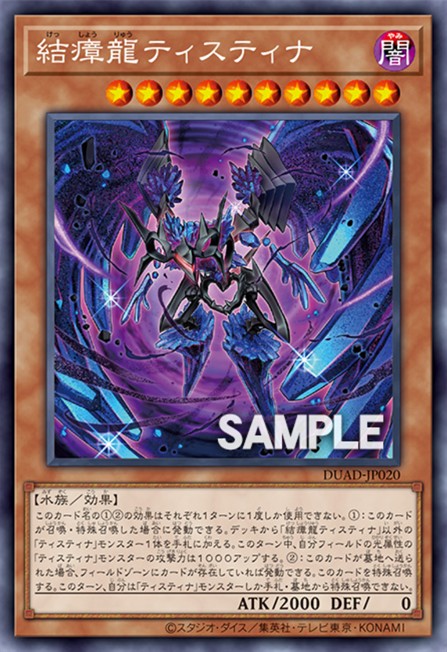 結瘴龍ティスティナ
闇
SAMPLE
DUAD-JP020
【水族／効果】
このカード名の①②の効果はそれぞれ1ターンに1度しか使用できない。①：このカード
が召喚・特殊召喚した場合に発動できる。デッキから「結瘴龍ティスティナ」以外の
「ティスティナ」モンスター1体を手札に加える。このターン中、自分フィールドの光属性の
「ティスティナ」モンスターの攻撃力は1000アップする。②：このカードが墓地へ送ら
れた場合、フィールドゾーンにカードが存在していれば発動できる。このカードを特殊召喚
する。このターン、自分は「ティスティナ」モンスターしか手札・墓地から特殊召喚できない。
ATK/2000 DEF/ 0
©スタジオ・ダイス／集英社・テレビ東京・KONAMI